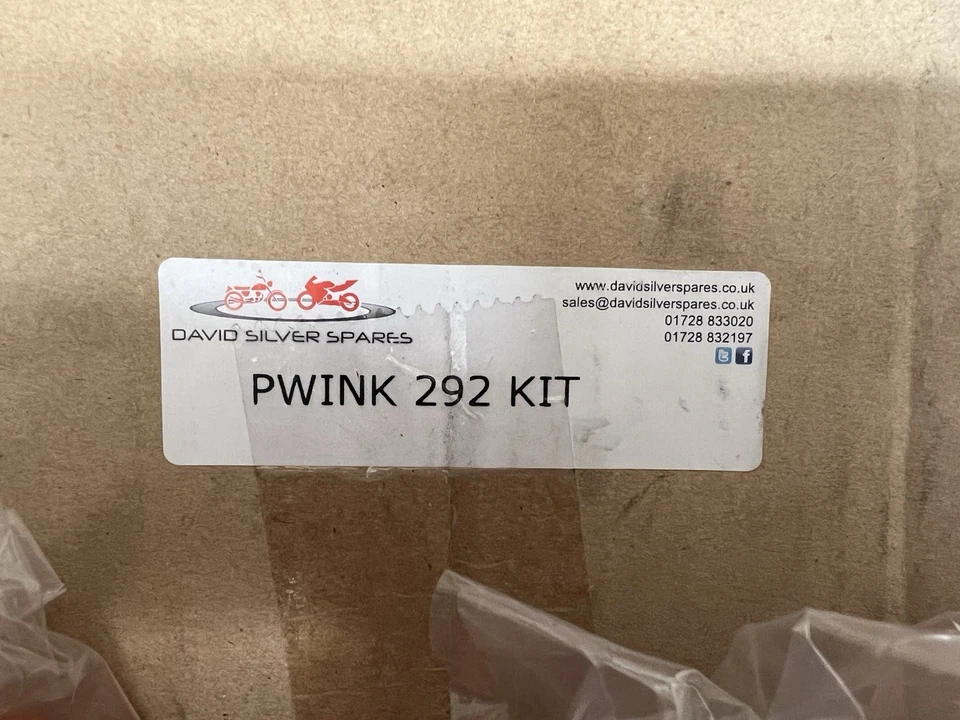 DAVID SILVER SPARES
www.davidsilverspares.co.uk
sales@davidsilverspares.co.uk
01728 833020
01728 832197
PWINK 292 KIT